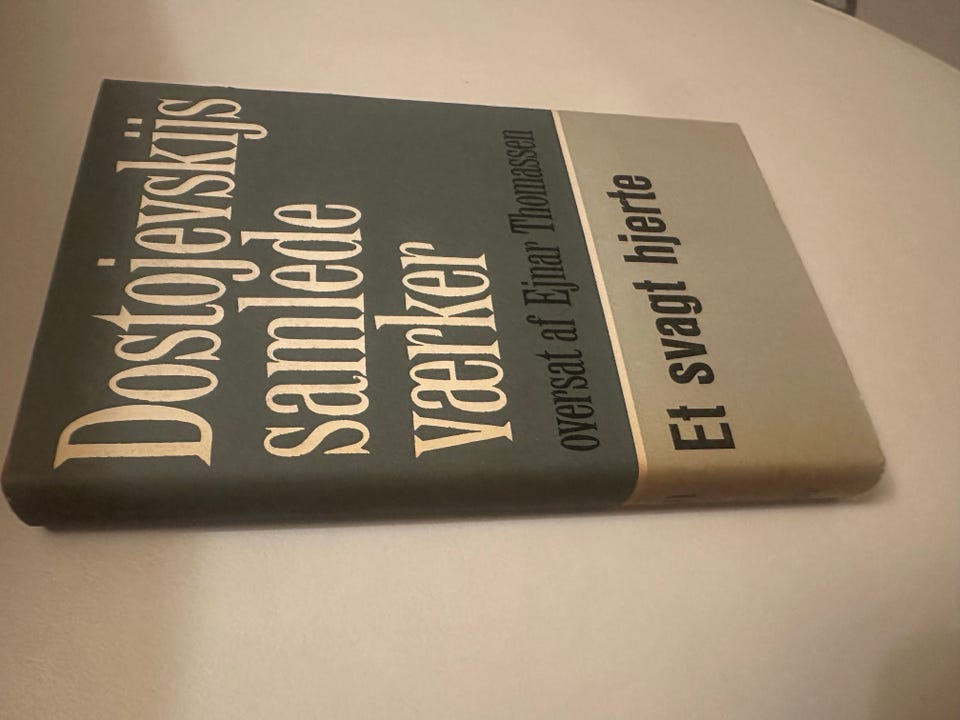 Dostojevskijs
samlede
værker
oversat af Ejnar Thomassen
Et svagt hjerte